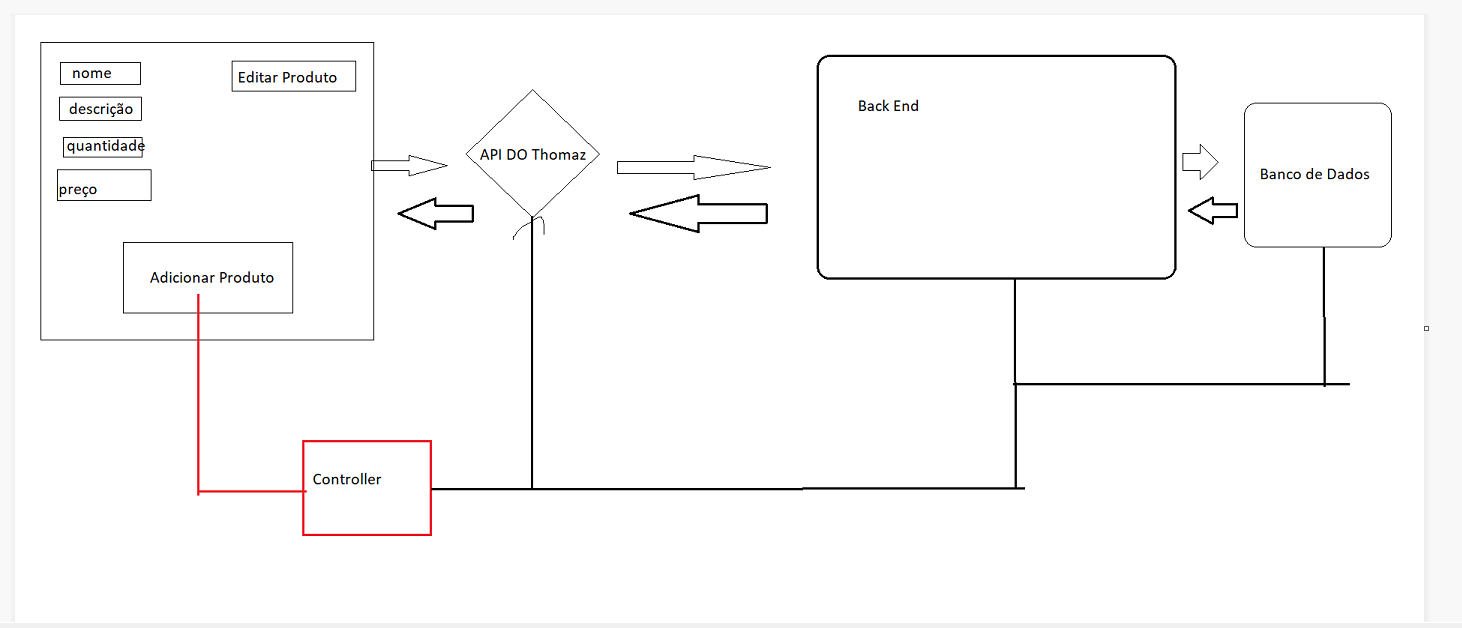 nome
Editar Produto
descrição
quantidade
preço
Adicionar Produto
API DO Thomaz
Back End
Banco de Dados
Controller